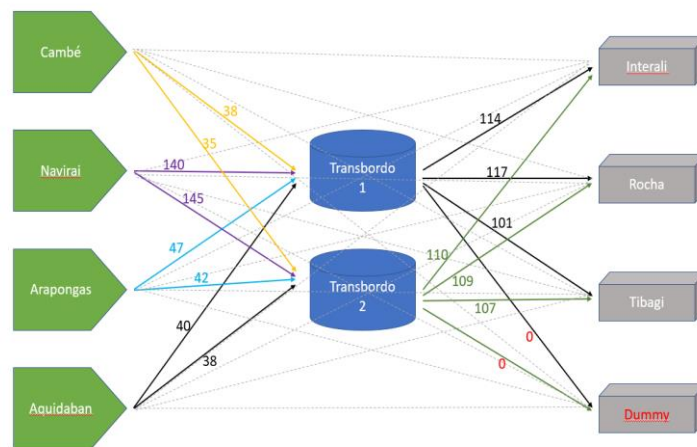 Cambé
Interali
38
114
35
Navirai
140
Transbordo
1
117
Rocha
145
101
47
110
Arapongas
42
Transbordo
2
109
Tibagi
107
40
0
38
0
Aquidaban
Dummy